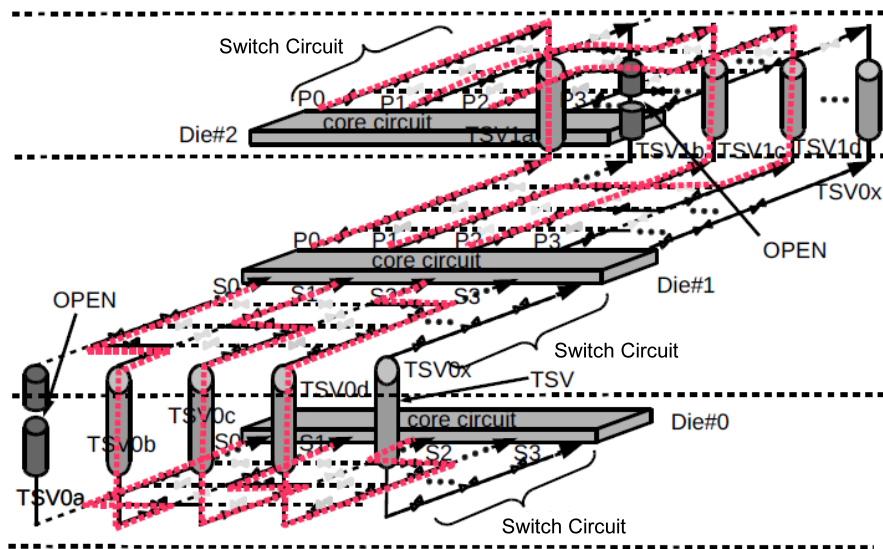 Switch Circuit
P0
P1
P2
P3
core circuit
Die#2
TSV1a
TSV1b
TSV1c
TSV1d
TSV0x
P0
P1
P2
P3
OPEN
core circuit
Die#1
S0
S1
S2
S3
OPEN
Switch Circuit
TSV0x
TSV
TSV0d
TSV0c
core circuit
Die#0
TSV0b
S0
S1
S2
S3
TSV0a
Switch Circuit